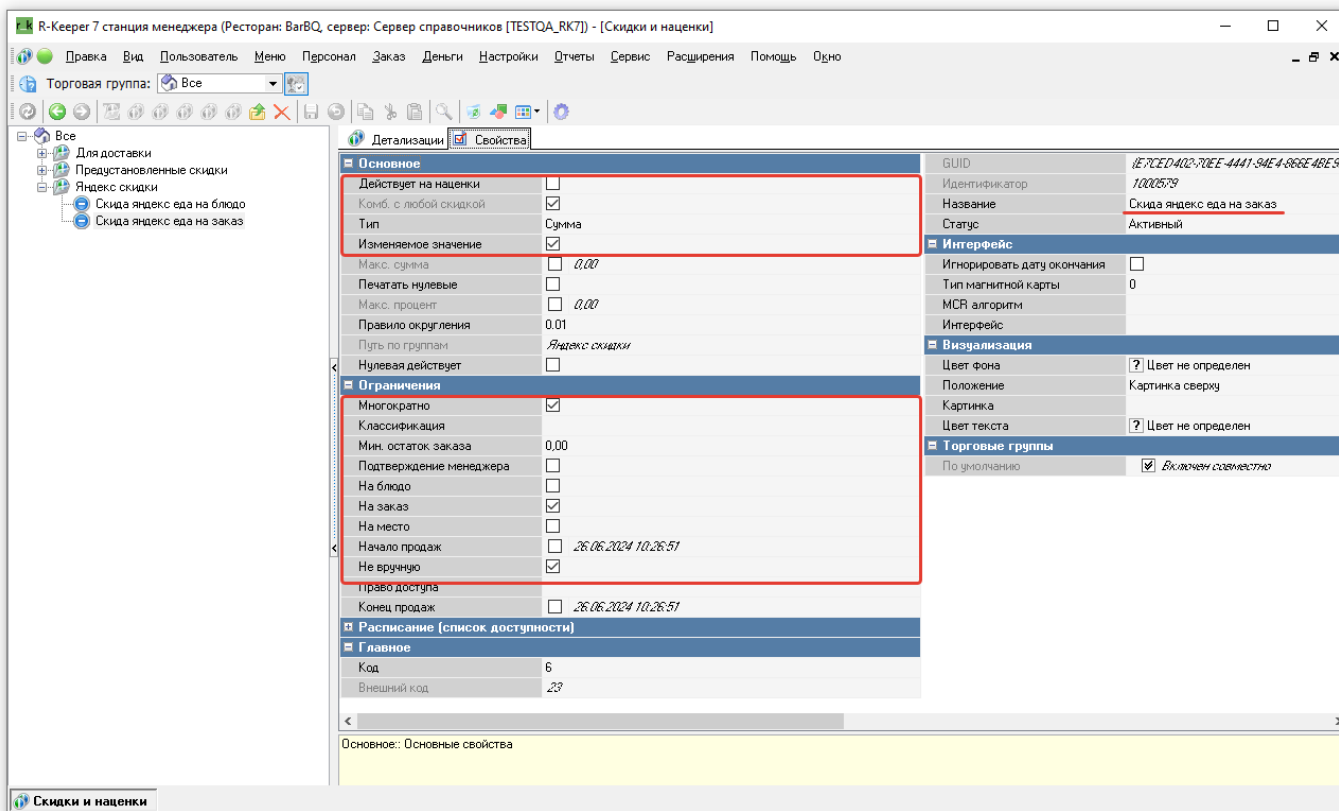 r_k R-Keeper 7 станция менеджера (Ресторан: BarBQ, сервер: Сервер справочников [TESTQA_RK7]) - [Скидки и наценки]
Правка Вид Пользователь Меню Персонал Заказ Деньги Настройки Отчеты Сервис Расширения Помощь Окно
Торговая группа: Все
Все
Для доставки
Предустановленные скидки
Яндекс скидки
Скида яндекс еда на блюдо
Скида яндекс еда на заказ
Детализации Свойства
Основное
Действует на наценки
Комб. с любой скидкой
Тип Сумма
Изменяемое значение
Макс. сумма 0,00
Печатать нулевые
Макс. процент 0,00
Правило округления 0.01
Путь по группам Яндекс скидки
Нулевая действует
Ограничения
Многократно
Классификация
Мин. остаток заказа 0,00
Подтверждение менеджера
На блюдо
На заказ
На место
Начало продаж 26.06.2024 10:26:51
Не вручную
Право доступа
Конец продаж 26.06.2024 10:26:51
Расписание (список доступности)
Главное
Код 6
Внешний код 23
GUID {E7CED402-70EE-4441-94E4-866E4BE9
Идентификатор 1000579
Название Скида яндекс еда на заказ
Статус Активный
Интерфейс
Игнорировать дату окончания
Тип магнитной карты 0
MCR алгоритм
Интерфейс
Визуализация
Цвет фона ? Цвет не определен
Положение Картинка сверху
Картинка
Цвет текста ? Цвет не определен
Торговые группы
По умолчанию Включен совместно
Основное:: Основные свойства
Скидки и наценки